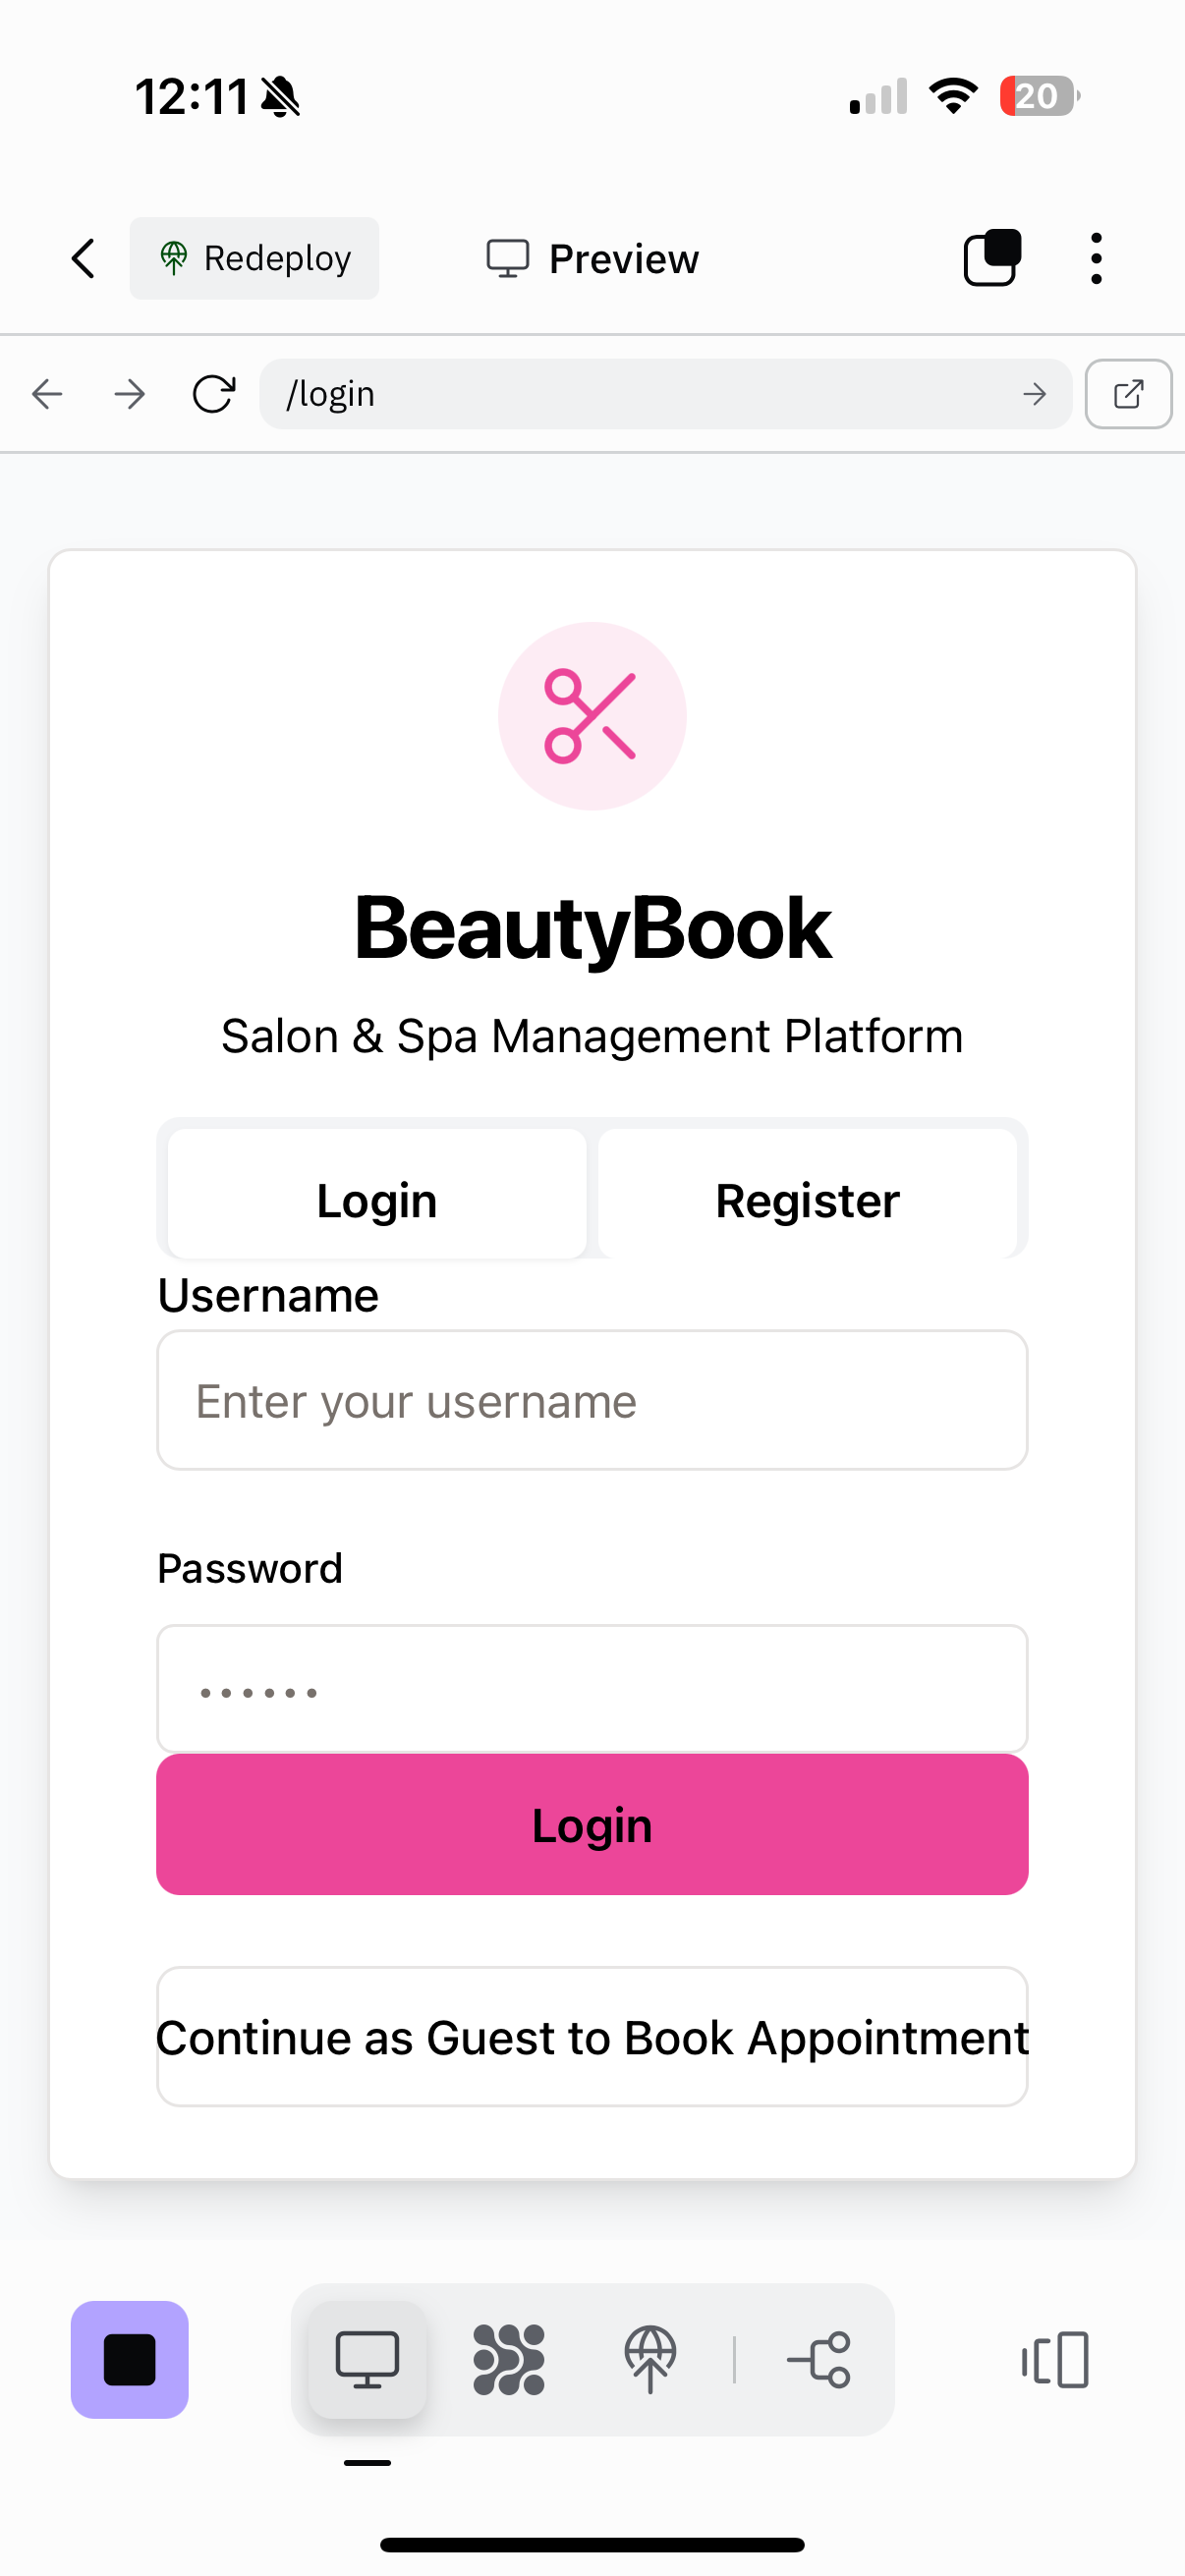 12:11
20
Redeploy
Preview
/login
BeautyBook
Salon & Spa Management Platform
Login
Register
Username
Enter your username
Password
••••••
Login
Continue as Guest to Book Appointment